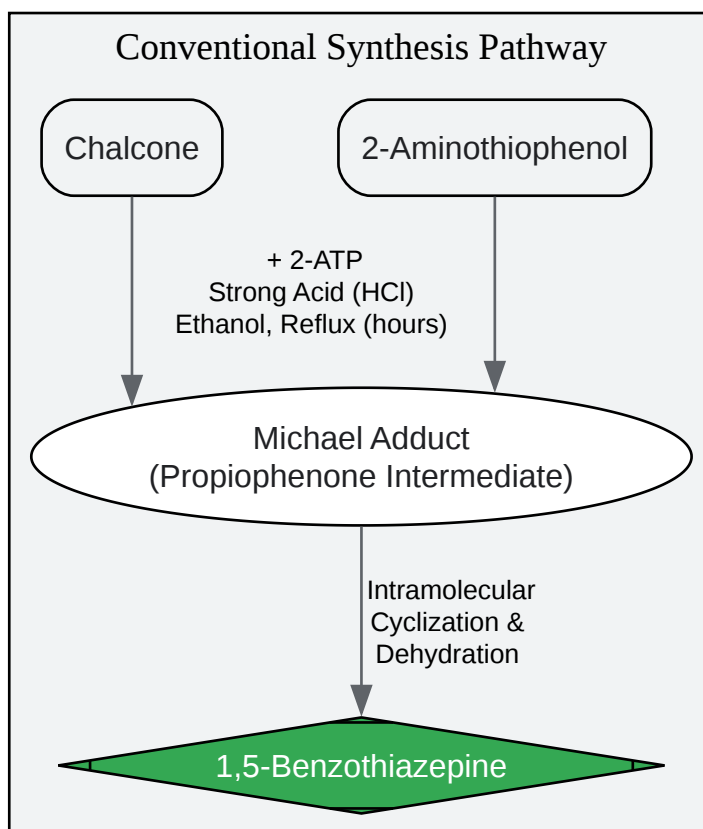 Conventional Synthesis Pathway
Chalcone
2-Aminothiophenol
+ 2-ATP
Strong Acid (HCl)
Ethanol, Reflux (hours)
Michael Adduct
(Propiophenone Intermediate)
Intramolecular
Cyclization &
Dehydration
1,5-Benzothiazepine